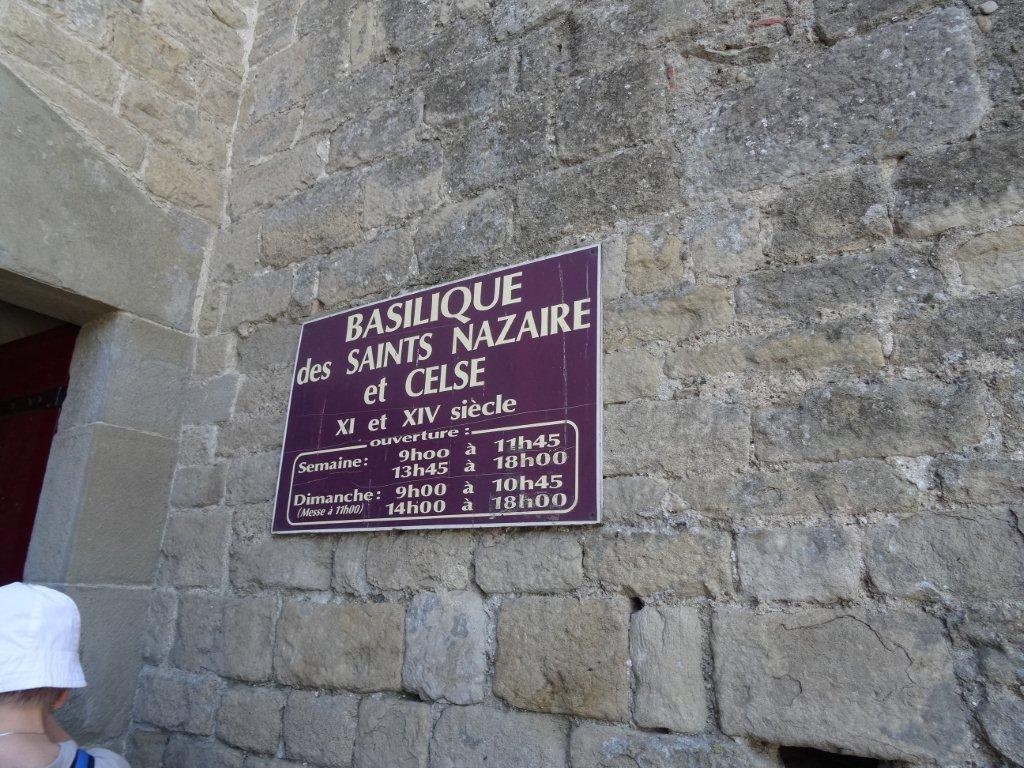 BASILIQUE
des SAINTS NAZAIRE
et CELSE
XI et XIV siècle
ouverture :
Semaine : 9hoo à 11h45
13h45 à 18h00
Dimanche : 9h00 à 10h45
(Messe à 11h00) 14h00 à 18h00